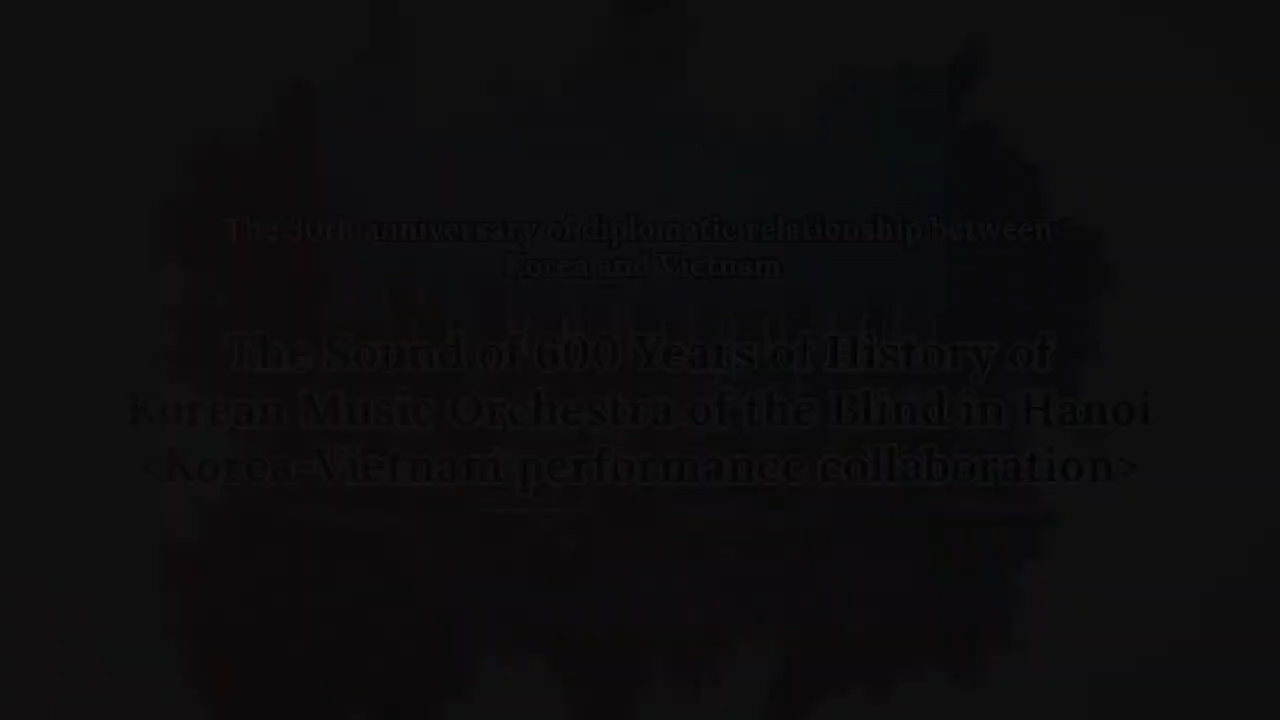 The 30th anniversary of diplomatic relationship between
Korea and Vietnam
The Sound of 600 Years of History of
Korean Music Orchestra of the Blind in Hanoi
<Korea-Vietnam performance collaboration>